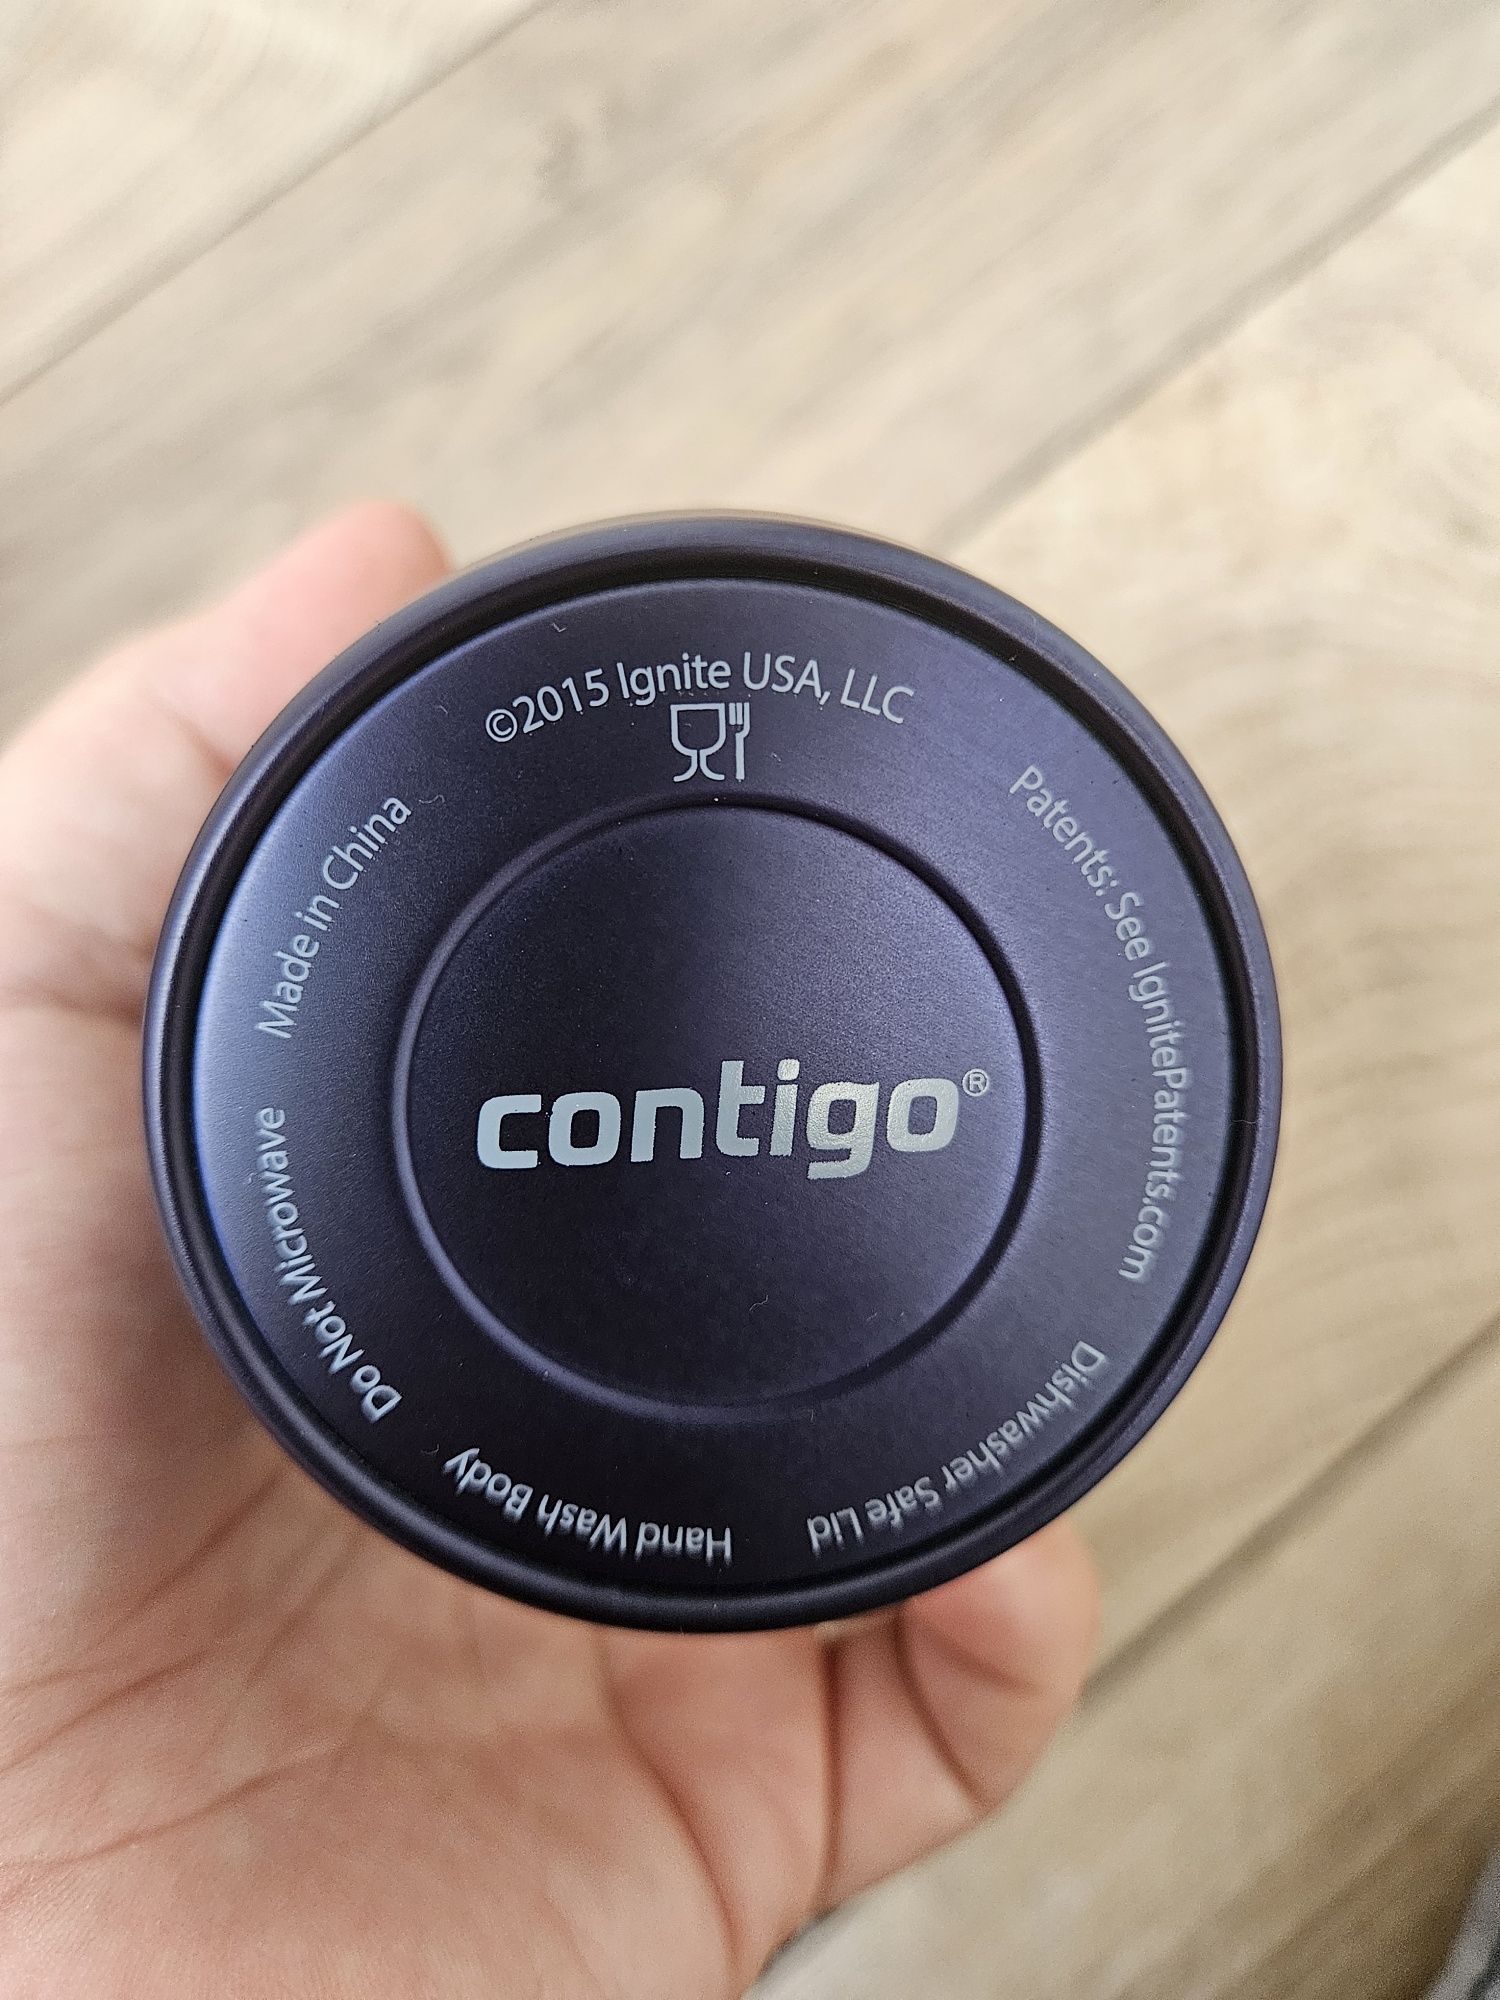 ©2015 Ignite USA, LLC
Patents: See IgnitePatents.com
Dishwasher Safe Lid
Hand Wash Body
Do Not Microwave
Made in China
contigo®